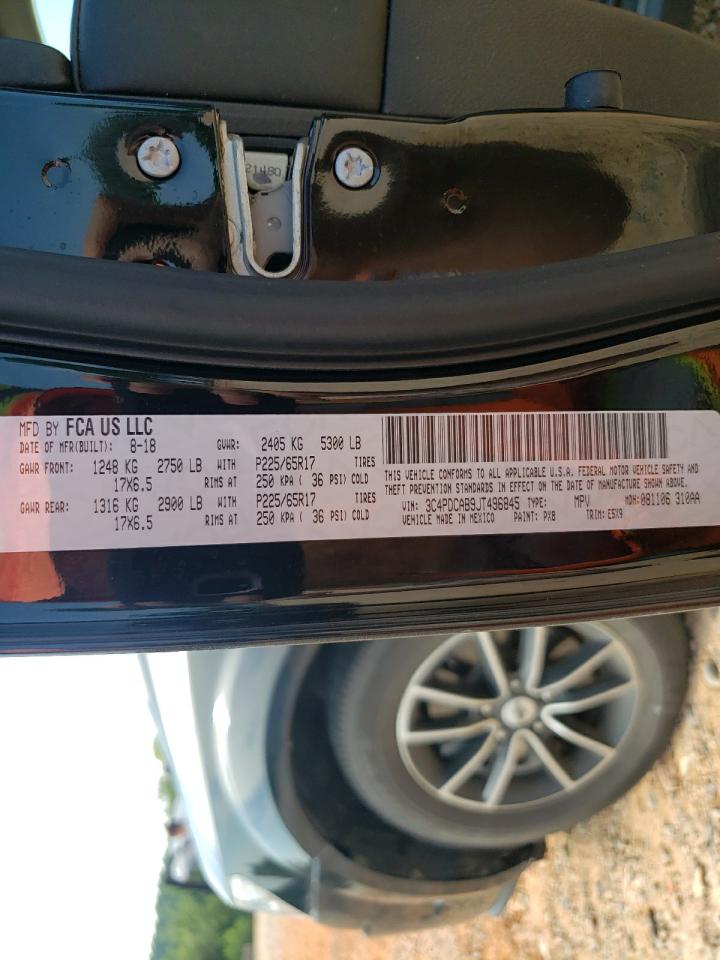 21480
MFD BY FCA US LLC
DATE OF MFR(BUILT): 8-18 GVWR: 2405 KG 5300 LB
GAWR FRONT: 1248 KG 2750 LB WITH P225/65R17 TIRES
17X6.5 RIMS AT 250 KPA ( 36 PSI) COLD
GAWR REAR: 1316 KG 2900 LB WITH P225/65R17 TIRES
17X6.5 RIMS AT 250 KPA ( 36 PSI) COLD
THIS VEHICLE CONFORMS TO ALL APPLICABLE U.S.A. FEDERAL MOTOR VEHICLE SAFETY AND
THEFT PREVENTION STANDARDS IN EFFECT ON THE DATE OF MANUFACTURE SHOWN ABOVE.
VIN: 3C4PDCAB9JT496845 TYPE: MPV MDH: 081106 310AA
VEHICLE MADE IN MEXICO PAINT: PX8 TRIM: E5X9